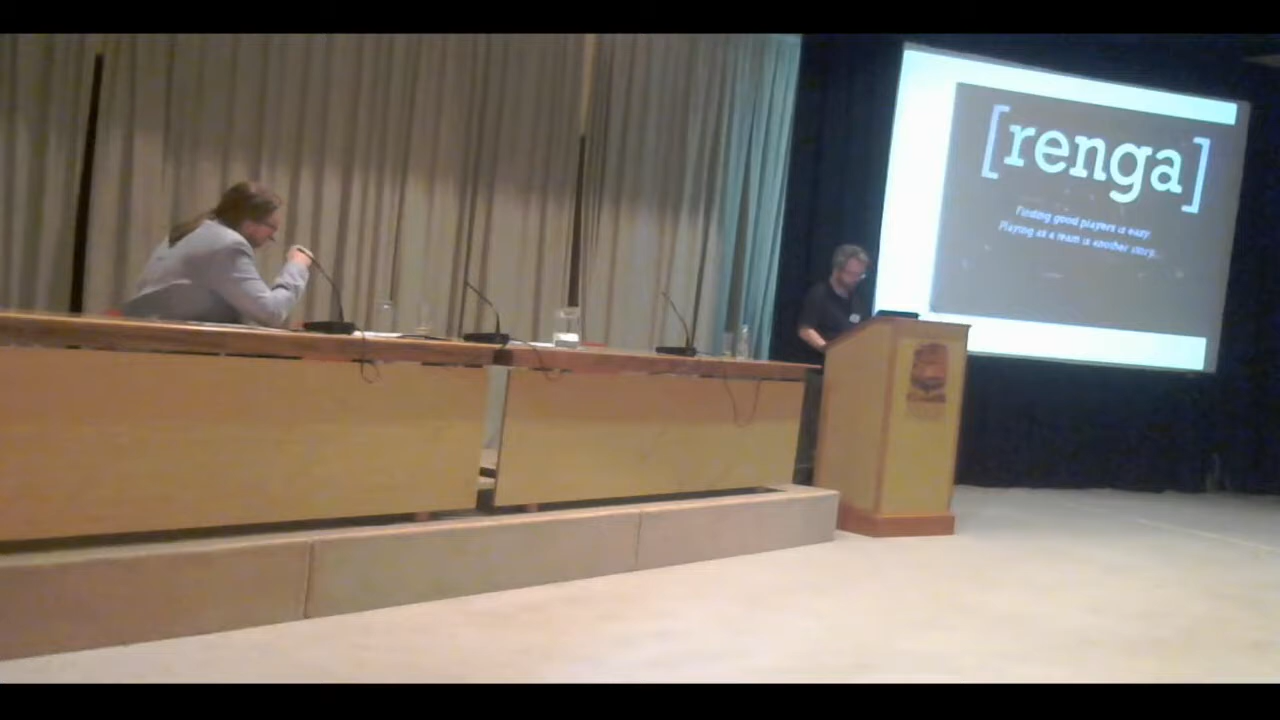 [renga]
Finding good players is easy.
Playing as a team is another story...